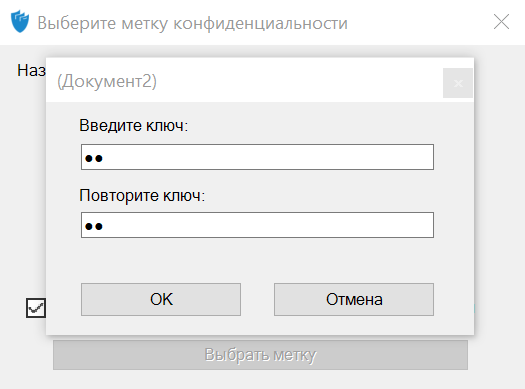 Выберите метку конфиденциальности
Наз
(Документ2)
Введите ключ:
●●
Повторите ключ:
●●
OK
Отмена
Выбрать метку